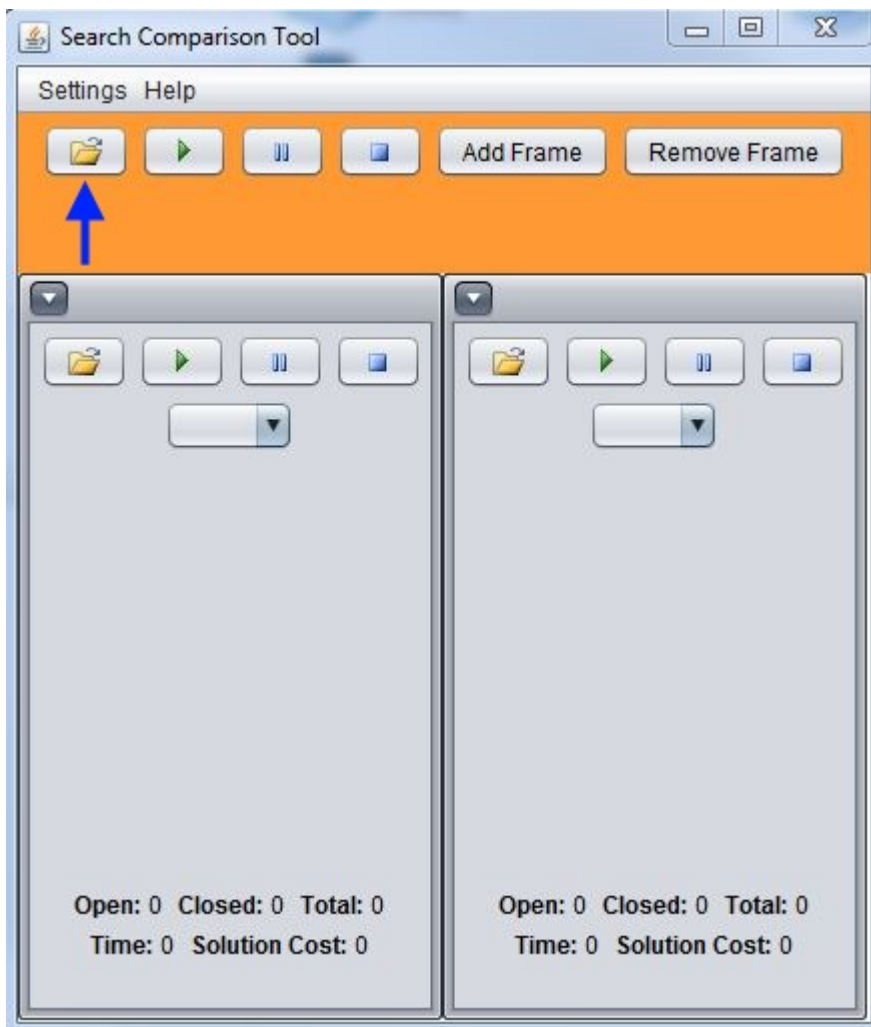 Search Comparison Tool
Settings Help
Add Frame Remove Frame
Open: 0 Closed: 0 Total: 0
Time: 0 Solution Cost: 0
Open: 0 Closed: 0 Total: 0
Time: 0 Solution Cost: 0